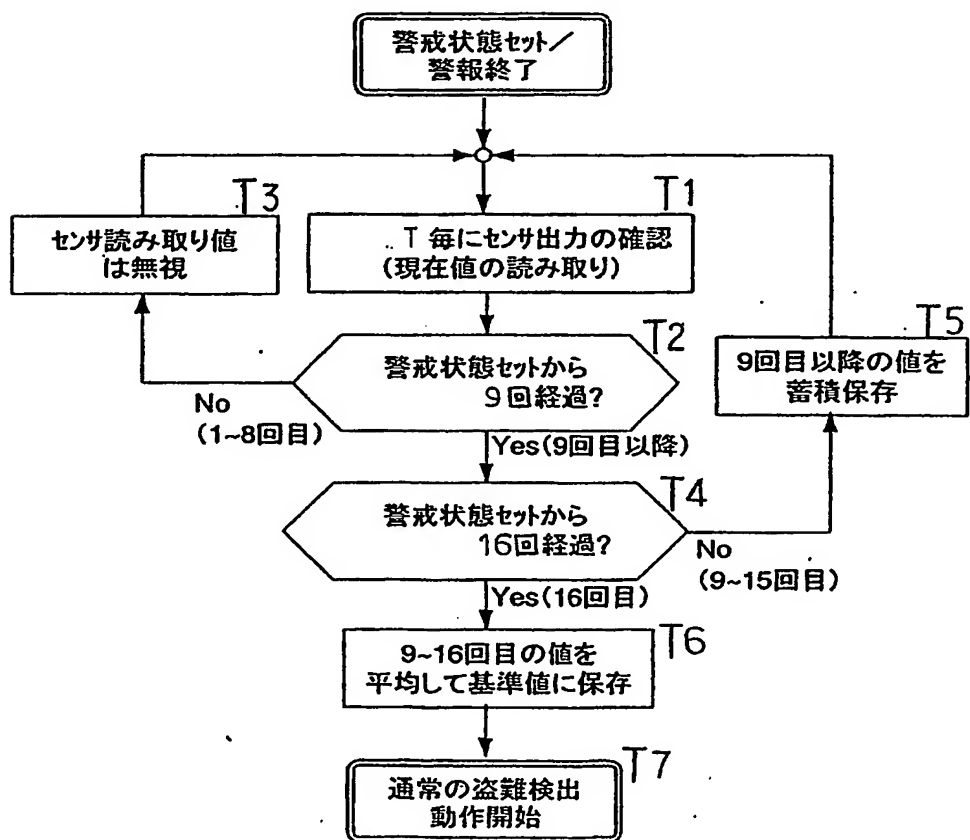 警戒状態セット/
警報終了
T3
センサ読み取り値
は無視
T1
T 毎にセンサ出力の確認
(現在値の読み取り)
T2
警戒状態セットから
9回経過?
T5
9回目以降の値を
蓄積保存
No
(1~8回目)
Yes(9回目以降)
T4
警戒状態セットから
16回経過?
No
(9~15回目)
Yes(16回目)
T6
9~16回目の値を
平均して基準値に保存
T7
通常の盗難検出
動作開始